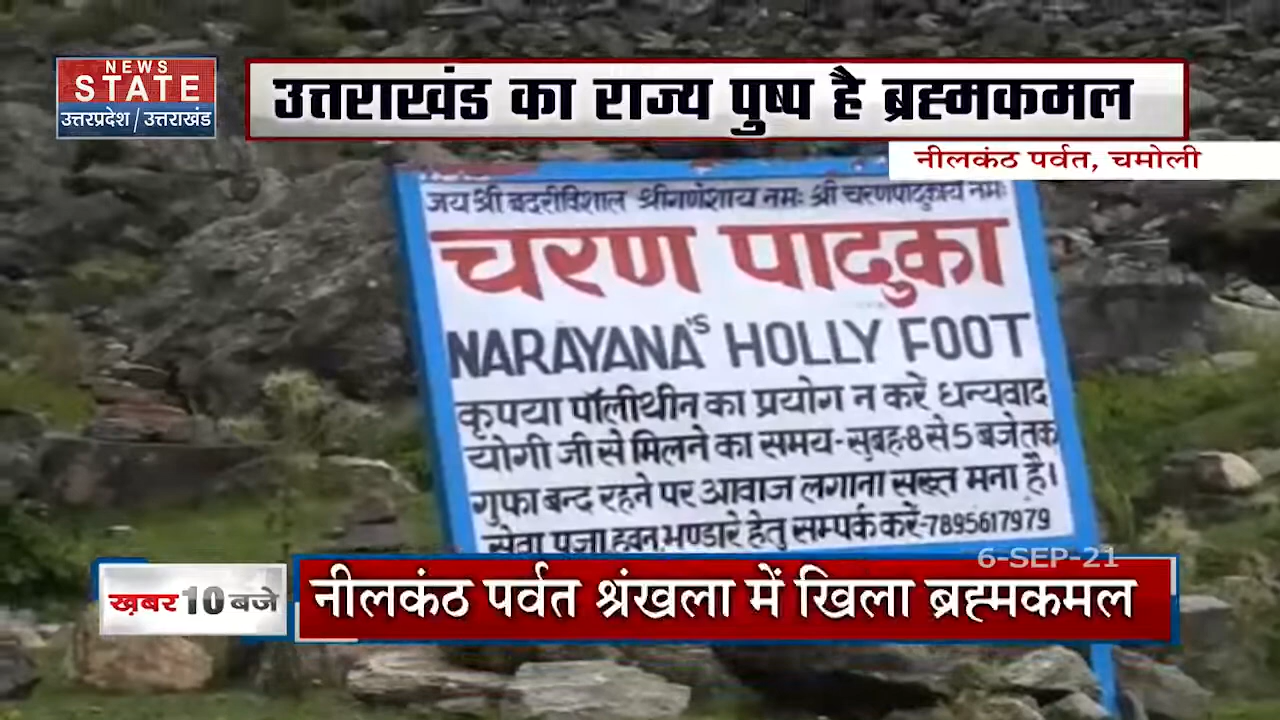 NEWS
STATE
उत्तरप्रदेश / उत्तराखंड
उत्तराखंड का राज्य पुष्प है ब्रह्मकमल
नीलकंठ पर्वत, चमोली
जय श्री बदरीविशाल श्रीगणेशाय नमः श्री चरणपादुकाय नमः
चरण पादुका
NARAYANA'S HOLLY FOOT
कृपया पॉलीथीन का प्रयोग न करें धन्यवाद
योगी जी से मिलने का समय - सुबह-8 से 5 बजे तक
गुफा बन्द रहने पर आवाज लगाना सख्त मना है।
सेवा पूजा हवन, भण्डारे हेतु सम्पर्क करें-7895617979
6-SEP-21
ख़बर 10 बजे
नीलकंठ पर्वत श्रंखला में खिला ब्रह्मकमल